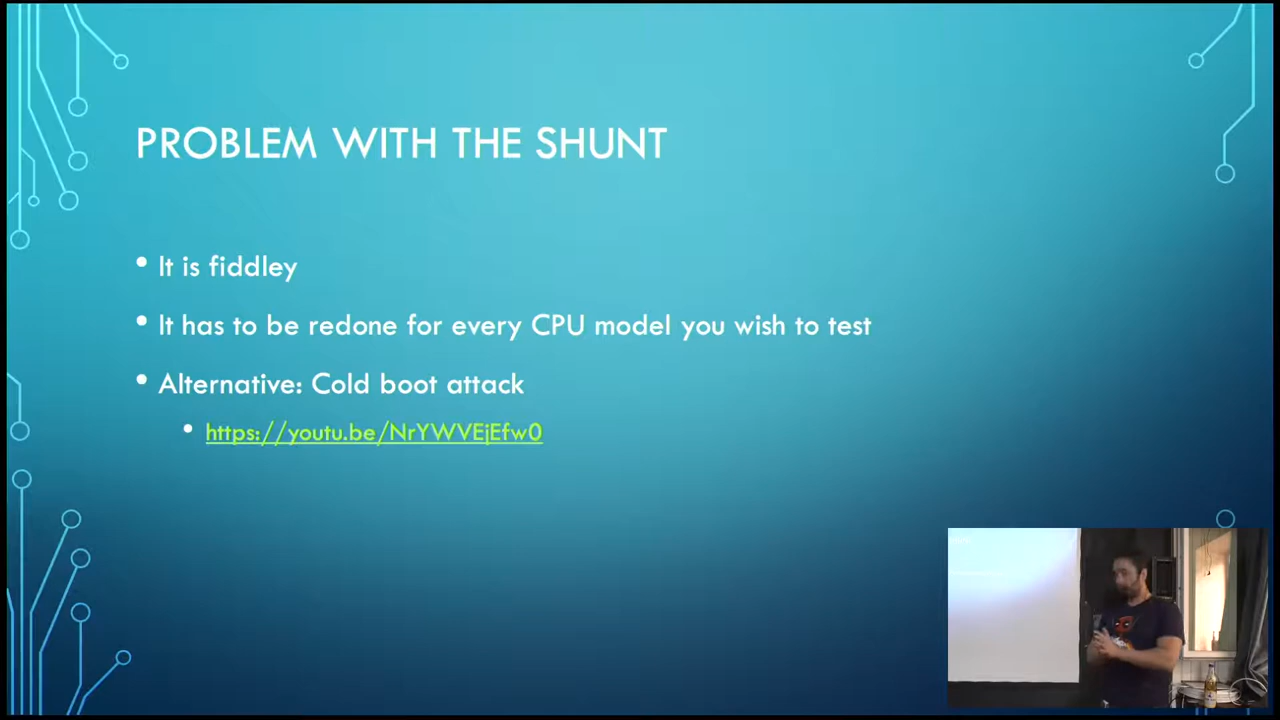 PROBLEM WITH THE SHUNT
• It is fiddley
• It has to be redone for every CPU model you wish to test
• Alternative: Cold boot attack
• https://youtu.be/NrYWVEjEfw0